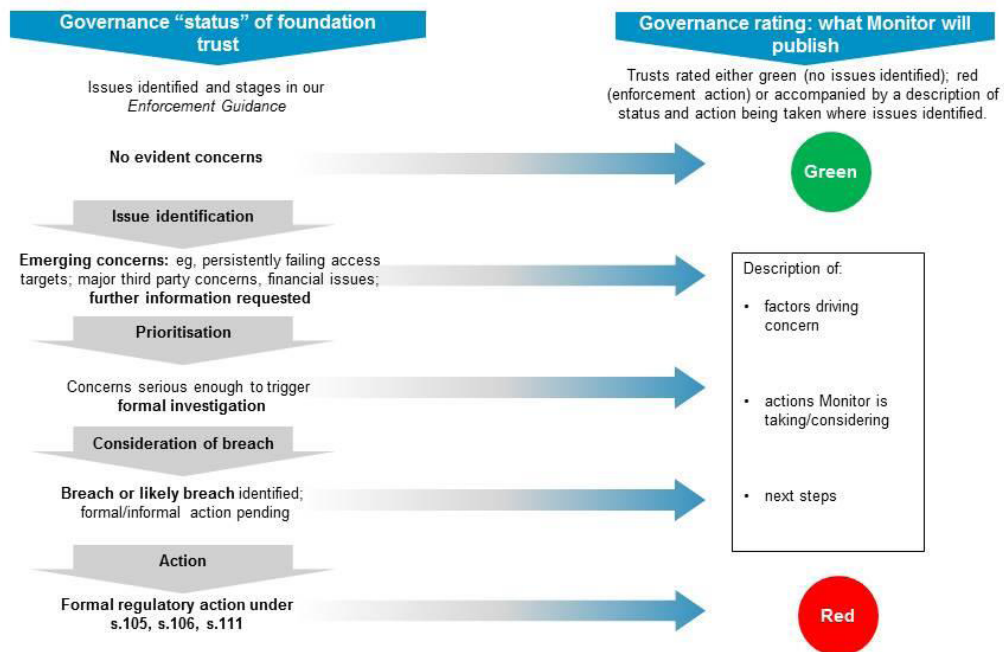 Governance “status” of foundation
trust
Issues identified and stages in our
Enforcement Guidance
No evident concerns
Issue identification
Emerging concerns: eg, persistently failing access
targets; major third party concerns, financial issues;
further information requested
Prioritisation
Concerns serious enough to trigger
formal investigation
Consideration of breach
Breach or likely breach identified;
formal/informal action pending
Action
Formal regulatory action under
s.105, s.106, s.111
Governance rating: what Monitor will
publish
Trusts rated either green (no issues identified); red
(enforcement action) or accompanied by a description of
status and action being taken where issues identified.
Green
Description of:
• factors driving
concern
• actions Monitor is
taking/considering
• next steps
Red